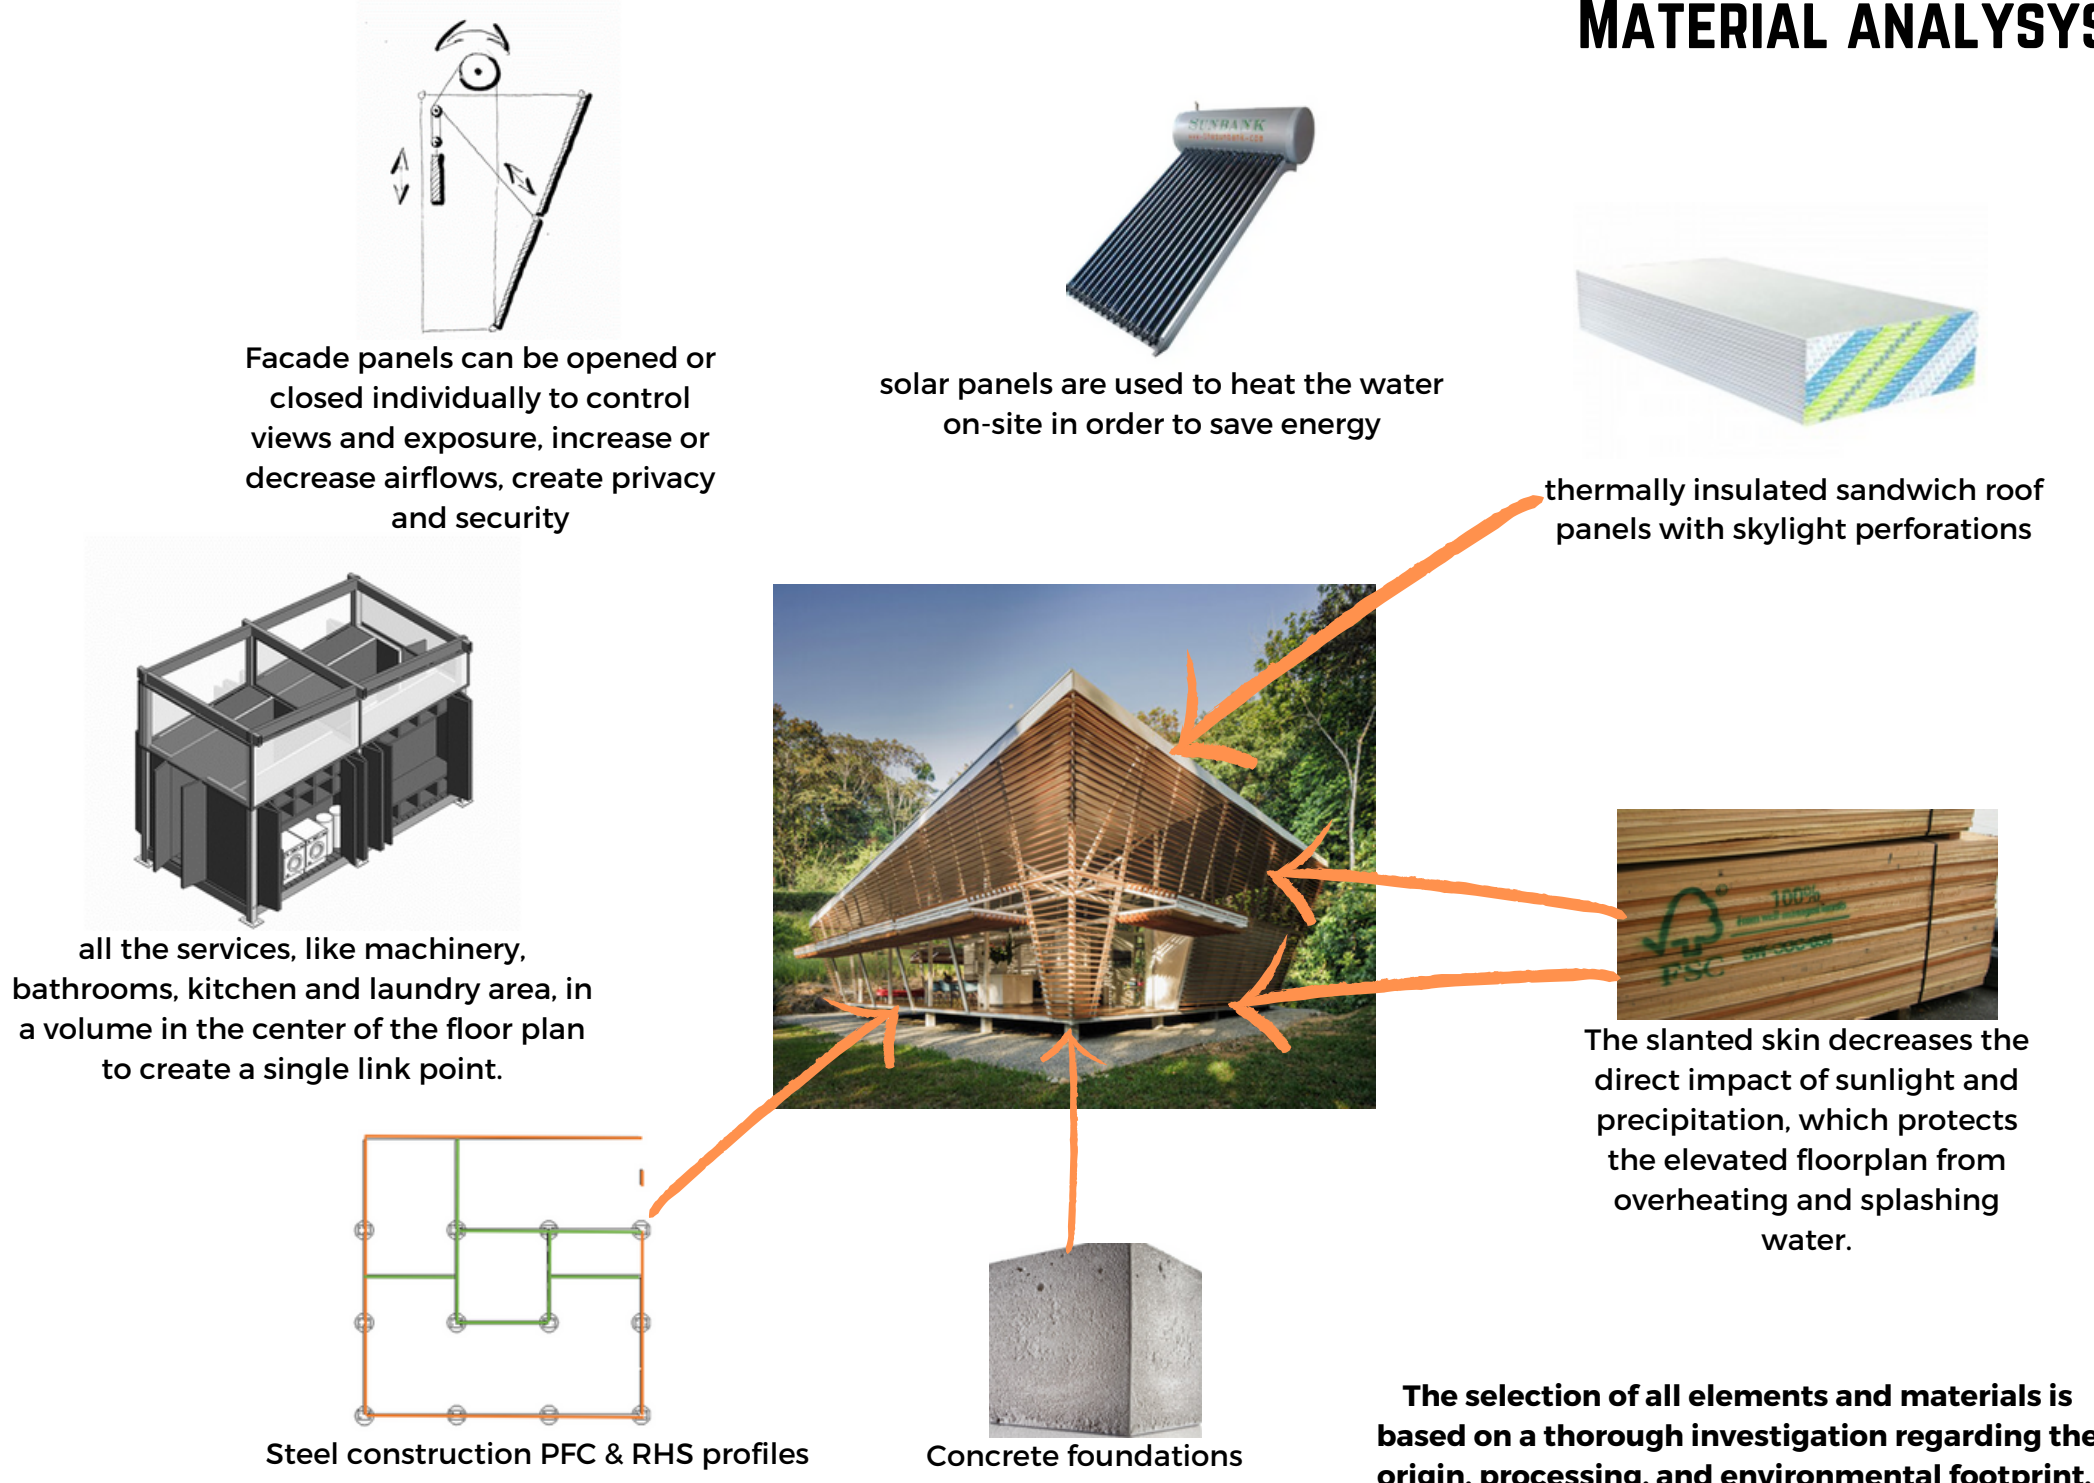 MATERIAL ANALYSYS
SUNBANK
Facade panels can be opened or
closed individually to control
views and exposure, increase or
decrease airflows, create privacy
and security
solar panels are used to heat the water
on-site in order to save energy
thermally insulated sandwich roof
panels with skylight perforations
all the services, like machinery,
bathrooms, kitchen and laundry area, in
a volume in the center of the floor plan
to create a single link point.
100%
FSC
The slanted skin decreases the
direct impact of sunlight and
precipitation, which protects
the elevated floorplan from
overheating and splashing
water.
Steel construction PFC & RHS profiles
Concrete foundations
The selection of all elements and materials is
based on a thorough investigation regarding the
origin, processing, and environmental footprint.